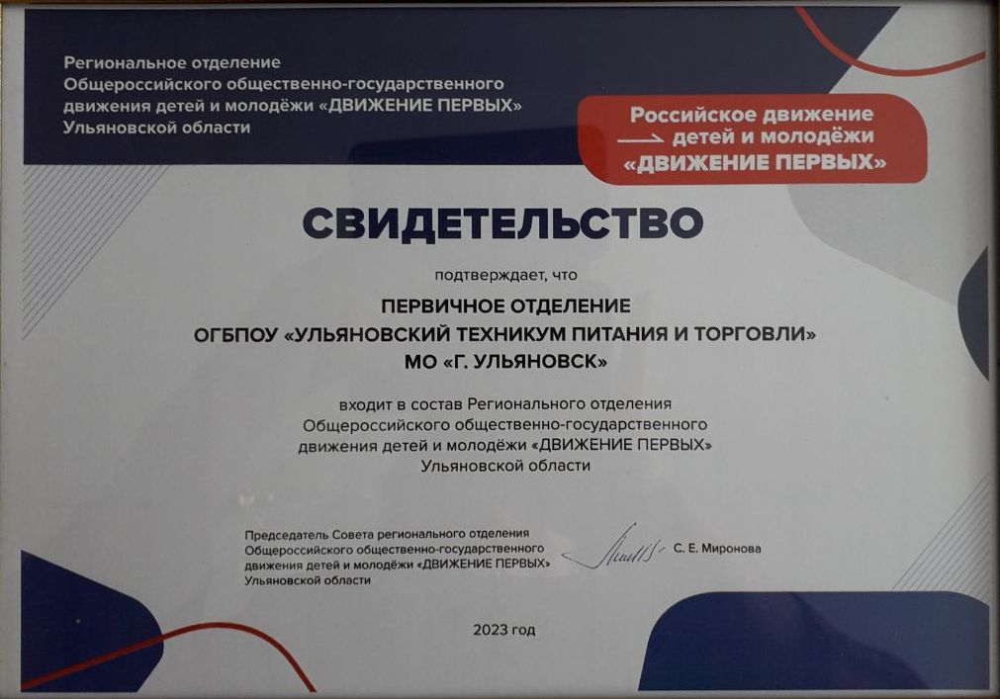 Региональное отделение
Общероссийского общественно-государственного
движения детей и молодёжи «ДВИЖЕНИЕ ПЕРВЫХ»
Ульяновской области
Российское движение
детей и молодёжи
«ДВИЖЕНИЕ ПЕРВЫХ»
СВИДЕТЕЛЬСТВО
подтверждает, что
ПЕРВИЧНОЕ ОТДЕЛЕНИЕ
ОГБПОУ «УЛЬЯНОВСКИЙ ТЕХНИКУМ ПИТАНИЯ И ТОРГОВЛИ»
МО «Г. УЛЬЯНОВСК»
входит в состав Регионального отделения
Общероссийского общественно-государственного
движения детей и молодёжи «ДВИЖЕНИЕ ПЕРВЫХ»
Ульяновской области
Председатель Совета регионального отделения
Общероссийского общественно-государственного
движения детей и молодёжи «ДВИЖЕНИЕ ПЕРВЫХ»
Ульяновской области
С. Е. Миронова
2023 год